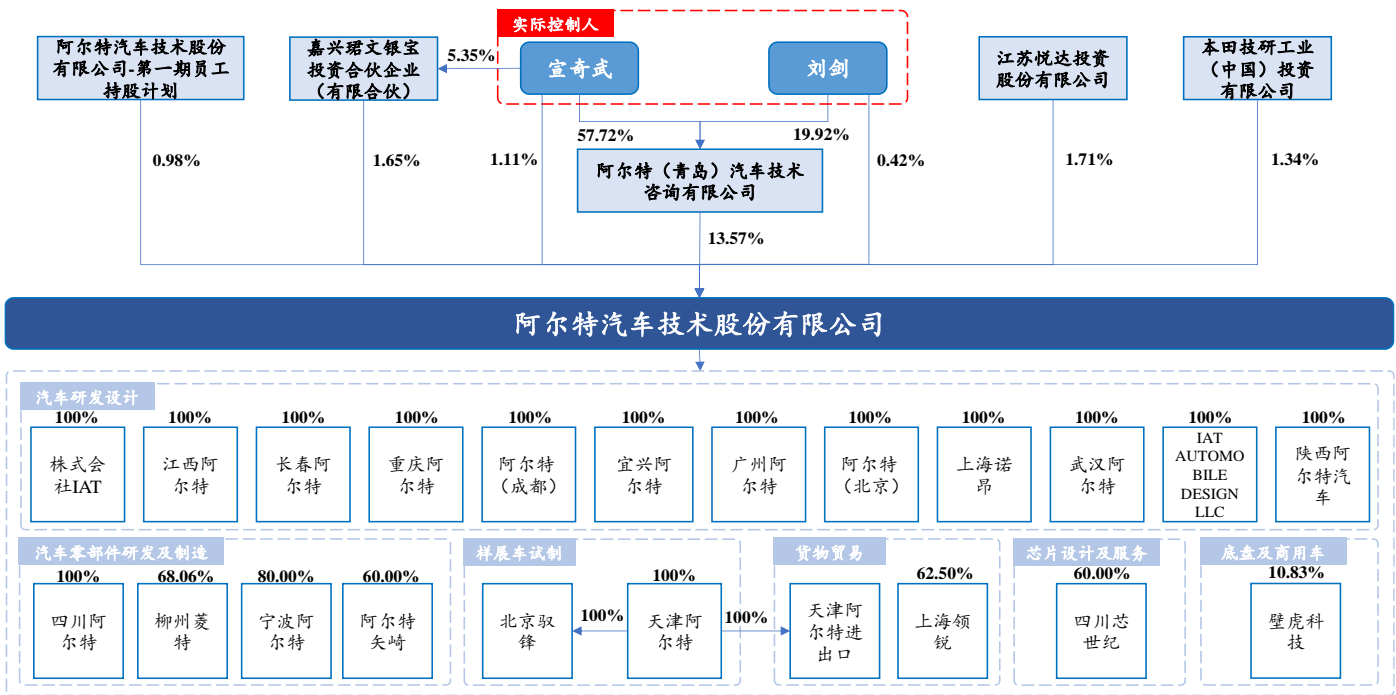 实际控制人
阿尔特汽车技术股份
有限公司-第一期员工
持股计划
嘉兴珺文银宝
投资合伙企业
（有限合伙）
5.35%
宣奇武
刘剑
江苏悦达投资
股份有限公司
本田技研工业
（中国）投资
有限公司
57.72%
19.92%
0.98%
1.65%
1.11%
阿尔特（青岛）汽车技术
咨询有限公司
0.42%
1.71%
1.34%
13.57%
阿尔特汽车技术股份有限公司
汽车研发设计
100%
100%
100%
100%
100%
100%
100%
100%
100%
100%
100%
100%
株式会
社IAT
江西阿
尔特
长春阿
尔特
重庆阿
尔特
阿尔特
（成都）
宜兴阿
尔特
广州阿
尔特
阿尔特
（北京）
上海诺
昂
武汉阿
尔特
IAT
AUTOMO
BILE
DESIGN
LLC
陕西阿
尔特汽
车
汽车零部件研发及制造
100%
68.06%
80.00%
60.00%
四川阿
尔特
柳州菱
特
宁波阿
尔特
阿尔特
矢崎
样展车试制
100%
北京驭
锋
100%
天津阿
尔特
100%
货物贸易
62.50%
天津阿
尔特进
出口
上海领
锐
芯片设计及服务
60.00%
四川芯
世纪
底盘及商用车
10.83%
壁虎科
技